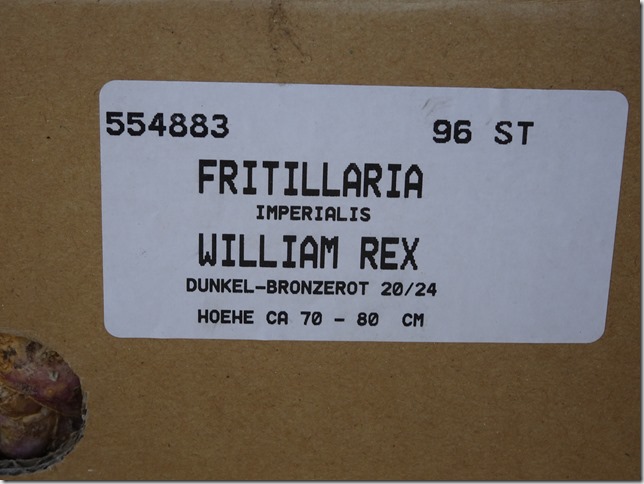 554883 96 ST
FRITILLARIA
IMPERIALIS
WILLIAM REX
DUNKEL-BRONZEROT 20/24
HOEHE CA 70 - 80 CM